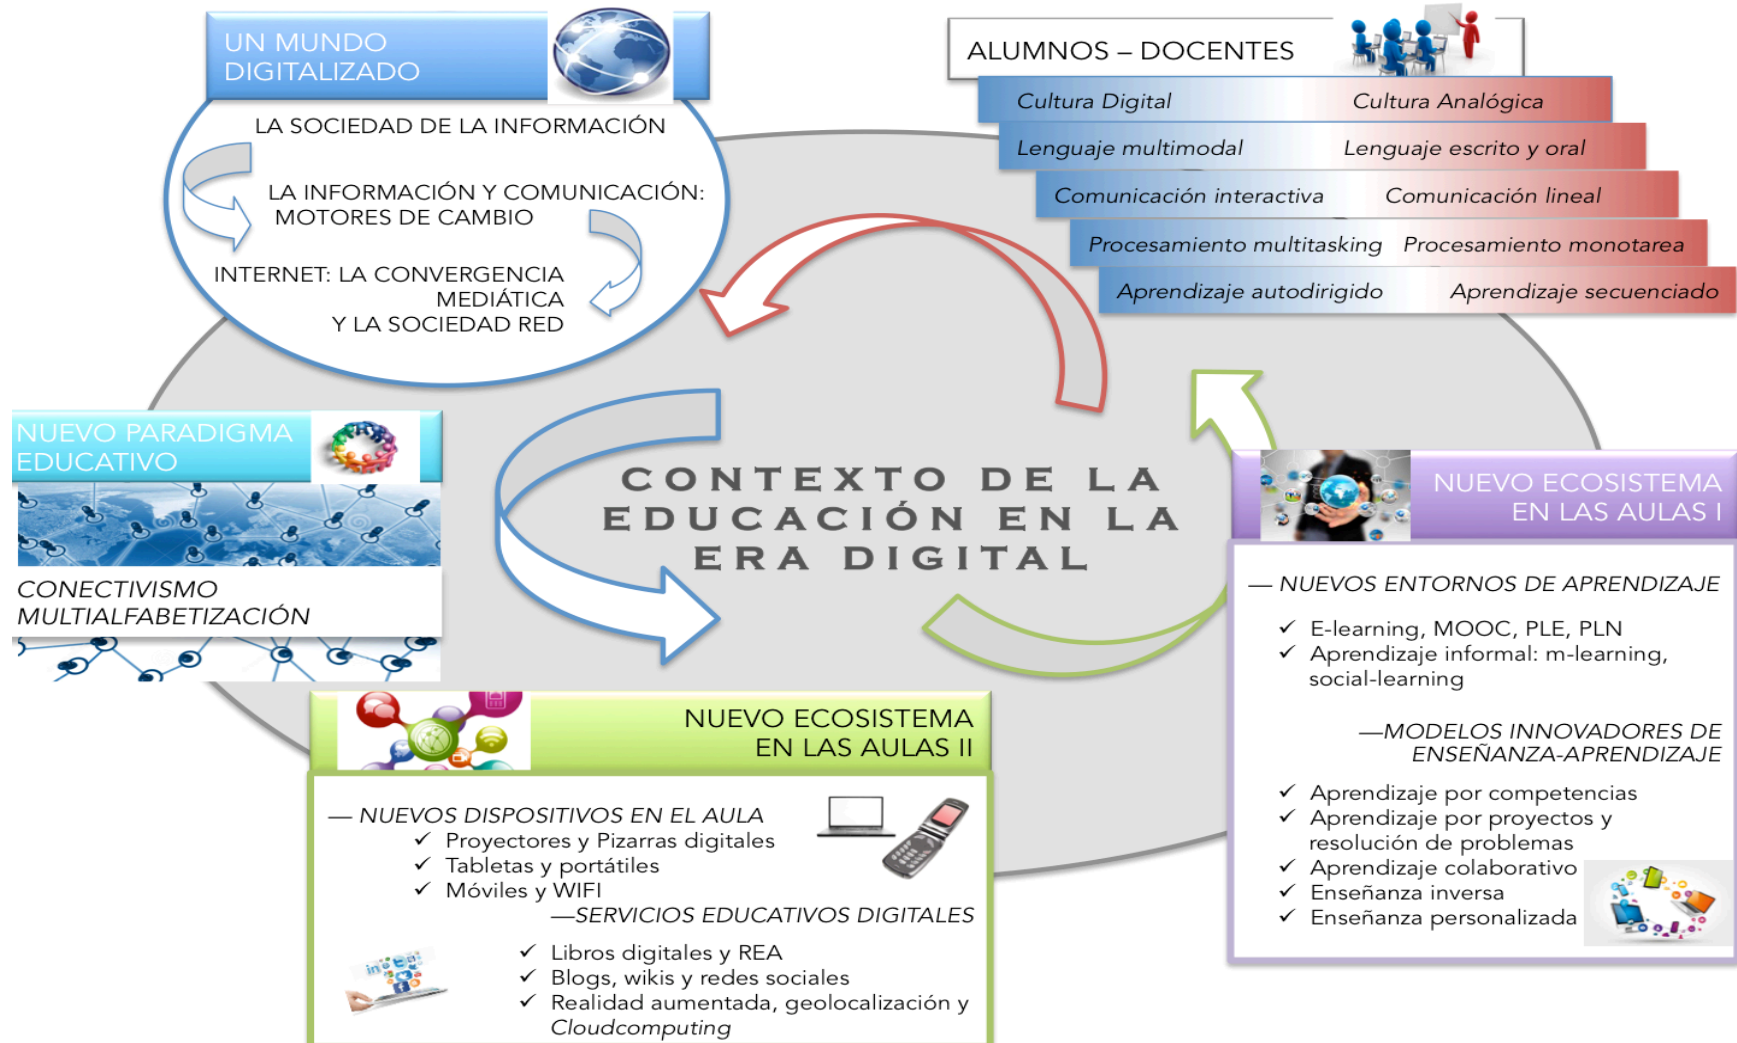 UN MUNDO
DIGITALIZADO
LA SOCIEDAD DE LA INFORMACIÓN
LA INFORMACIÓN Y COMUNICACIÓN:
MOTORES DE CAMBIO
INTERNET: LA CONVERGENCIA
MEDIÁTICA
Y LA SOCIEDAD RED
ALUMNOS – DOCENTES
Cultura Digital Cultura Analógica
Lenguaje multimodal Lenguaje escrito y oral
Comunicación interactiva Comunicación lineal
Procesamiento multitasking Procesamiento monotarea
Aprendizaje autodirigido Aprendizaje secuenciado
NUEVO PARADIGMA
EDUCATIVO
CONECTIVISMO
MULTIALFABETIZACIÓN
CONTEXTO DE LA
EDUCACIÓN EN LA
ERA DIGITAL
NUEVO ECOSISTEMA
EN LAS AULAS I
— NUEVOS ENTORNOS DE APRENDIZAJE
✓ E-learning, MOOC, PLE, PLN
✓ Aprendizaje informal: m-learning,
social-learning
—MODELOS INNOVADORES DE
ENSEÑANZA-APRENDIZAJE
✓ Aprendizaje por competencias
✓ Aprendizaje por proyectos y
resolución de problemas
✓ Aprendizaje colaborativo
✓ Enseñanza inversa
✓ Enseñanza personalizada
NUEVO ECOSISTEMA
EN LAS AULAS II
— NUEVOS DISPOSITIVOS EN EL AULA
✓ Proyectores y Pizarras digitales
✓ Tabletas y portátiles
✓ Móviles y WIFI
—SERVICIOS EDUCATIVOS DIGITALES
✓ Libros digitales y REA
✓ Blogs, wikis y redes sociales
✓ Realidad aumentada, geolocalización y
Cloudcomputing